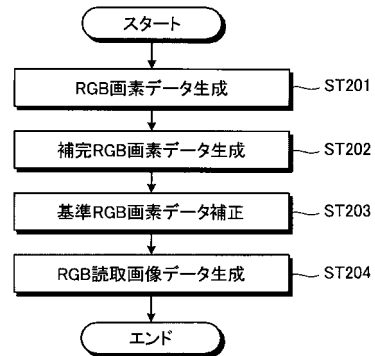 スタート
RGB画素データ生成 ST201
補完RGB画素データ生成 ST202
基準RGB画素データ補正 ST203
RGB読取画像データ生成 ST204
エンド